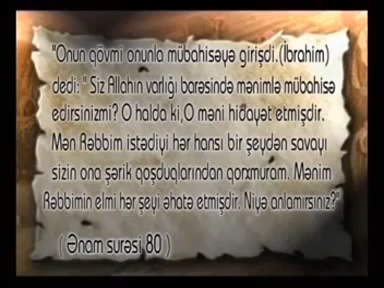 "Onun qövmi onunla mübahisəyə girişdi.(İbrahim)
dedi: " Siz Allahın varlığı barəsində mənimlə mübahisə
edirsinizmi? O halda ki,O məni hidayət etmişdir.
Mən Rəbbim istədiyi hər hansı bir şeydən savayı
sizin ona şərik qoşduqlarından qorxmuram. Mənim
Rəbbimin elmi hər şeyi əhatə etmişdir. Niyə anlamırsınız?"
( Ənam surəsi 80 )